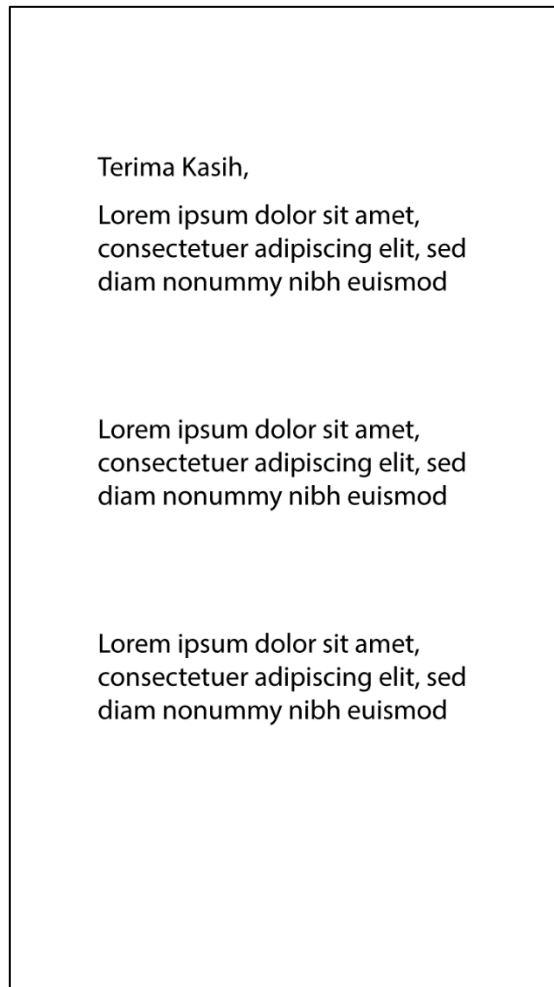 Terima Kasih,
Lorem ipsum dolor sit amet,
consectetuer adipiscing elit, sed
diam nonummy nibh euismod
Lorem ipsum dolor sit amet,
consectetuer adipiscing elit, sed
diam nonummy nibh euismod
Lorem ipsum dolor sit amet,
consectetuer adipiscing elit, sed
diam nonummy nibh euismod